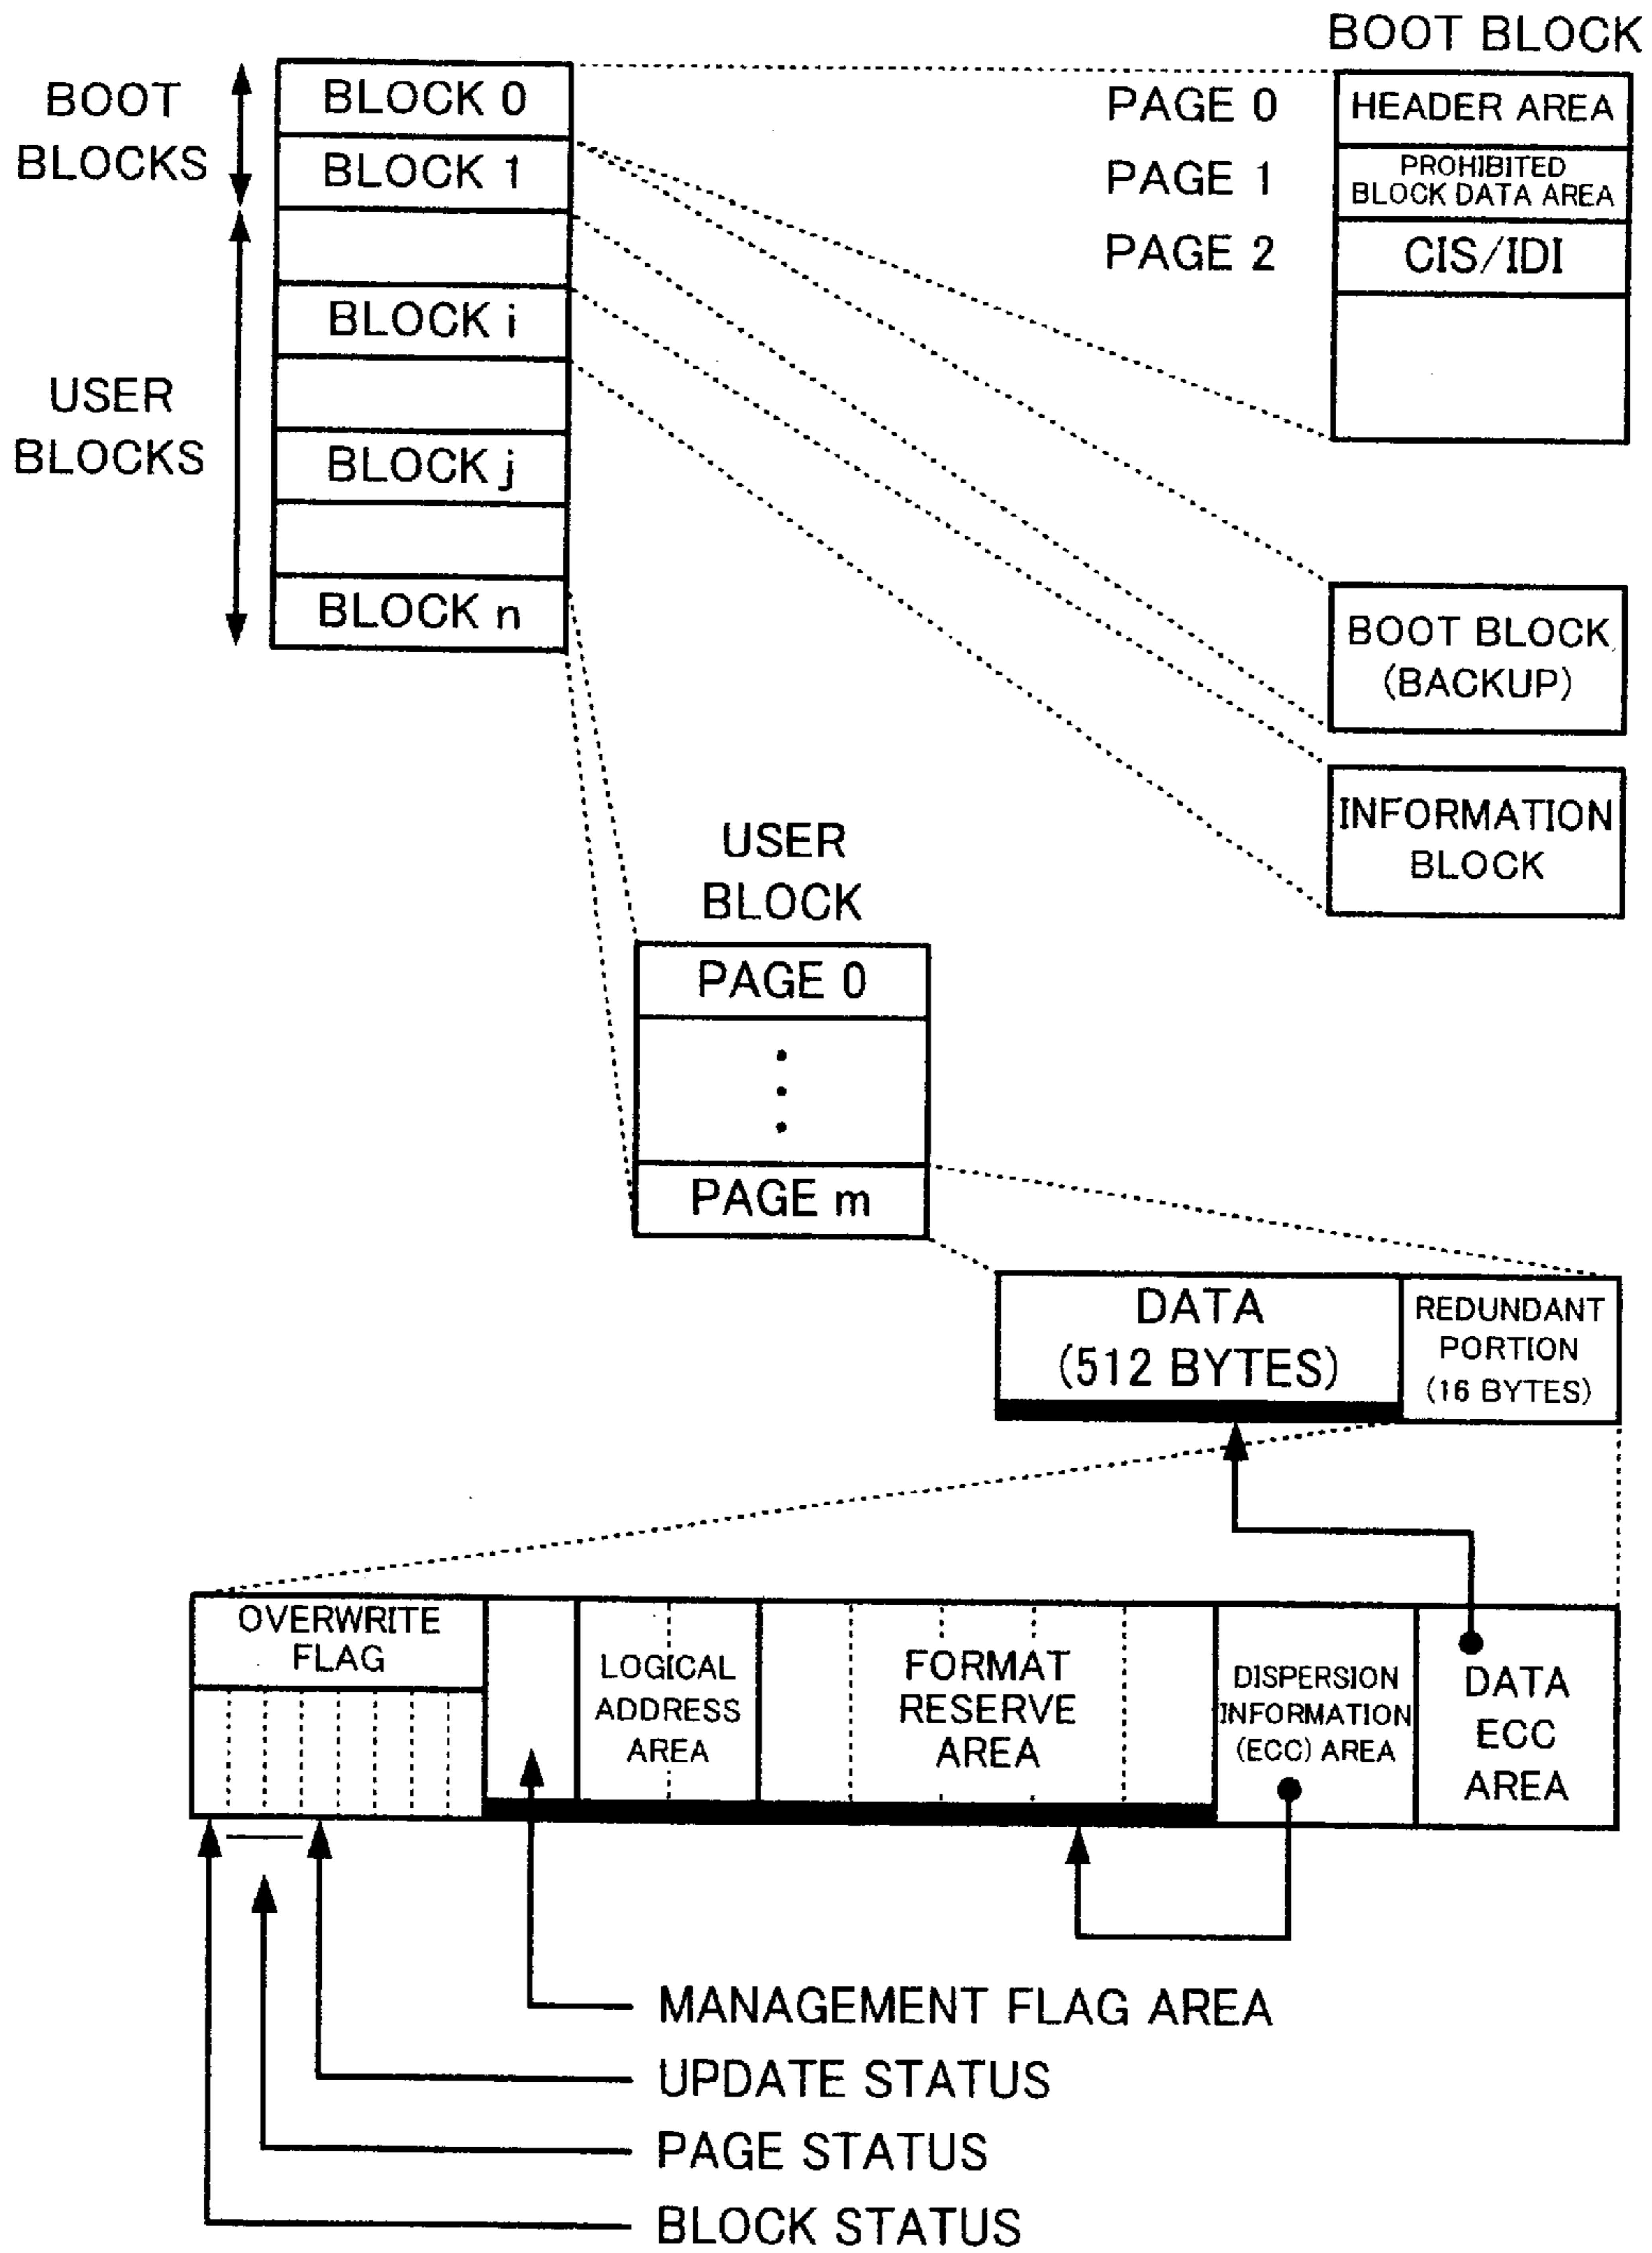 BOOT BLOCK
BOOT
BLOCKS
BLOCK 0
BLOCK 1
PAGE 0
HEADER AREA
PAGE 1
PROHIBITED
BLOCK DATA AREA
PAGE 2
CIS/IDI
USER
BLOCKS
BLOCK i
BLOCK j
BLOCK n
BOOT BLOCK
(BACKUP)
INFORMATION
BLOCK
USER
BLOCK
PAGE 0
PAGE m
DATA
(512 BYTES)
REDUNDANT
PORTION
(16 BYTES)
OVERWRITE
FLAG
LOGICAL
ADDRESS
AREA
FORMAT
RESERVE
AREA
DISPERSION
INFORMATION
(ECC) AREA
DATA
ECC
AREA
MANAGEMENT FLAG AREA
UPDATE STATUS
PAGE STATUS
BLOCK STATUS